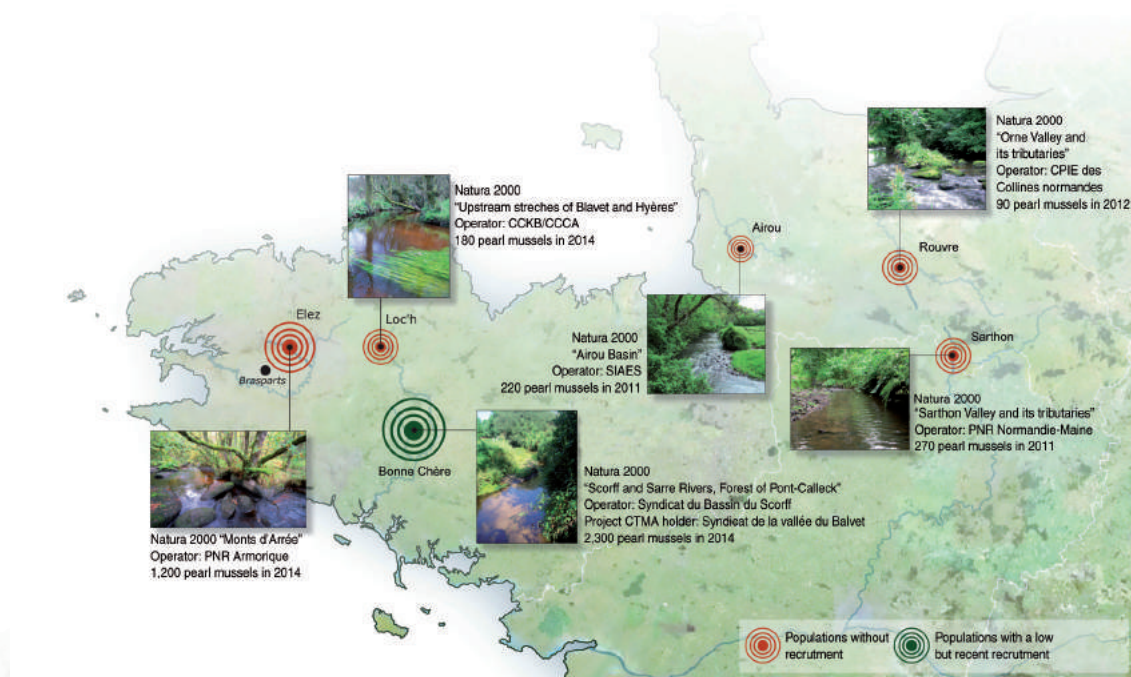 Natura 2000
"Upstream streches of Blavet and Hyères"
Operator: CCKB/CCCA
180 pearl mussels in 2014
Natura 2000
"Orne Valley and
its tributaries"
Operator: CPIE des
Collines normandes
90 pearl mussels in 2012
Airou
Rouvre
Elez
Loc'h
Brasparts
Natura 2000
"Airou Basin"
Operator: SIAES
220 pearl mussels in 2011
Sarthon
Natura 2000
"Sarthon Valley and its tributaries"
Operator: PNR Normandie-Maine
270 pearl mussels in 2011
Bonne Chère
Natura 2000
"Scorff and Sarre Rivers, Forest of Pont-Calleck"
Operator: Syndicat du Bassin du Scorff
Project CTMA holder: Syndicat de la vallée du Balvet
2,300 pearl mussels in 2014
Natura 2000 "Monts d'Arrée"
Operator: PNR Armorique
1,200 pearl mussels in 2014
Populations without
recrutment
Populations with a low
but recent recrutment